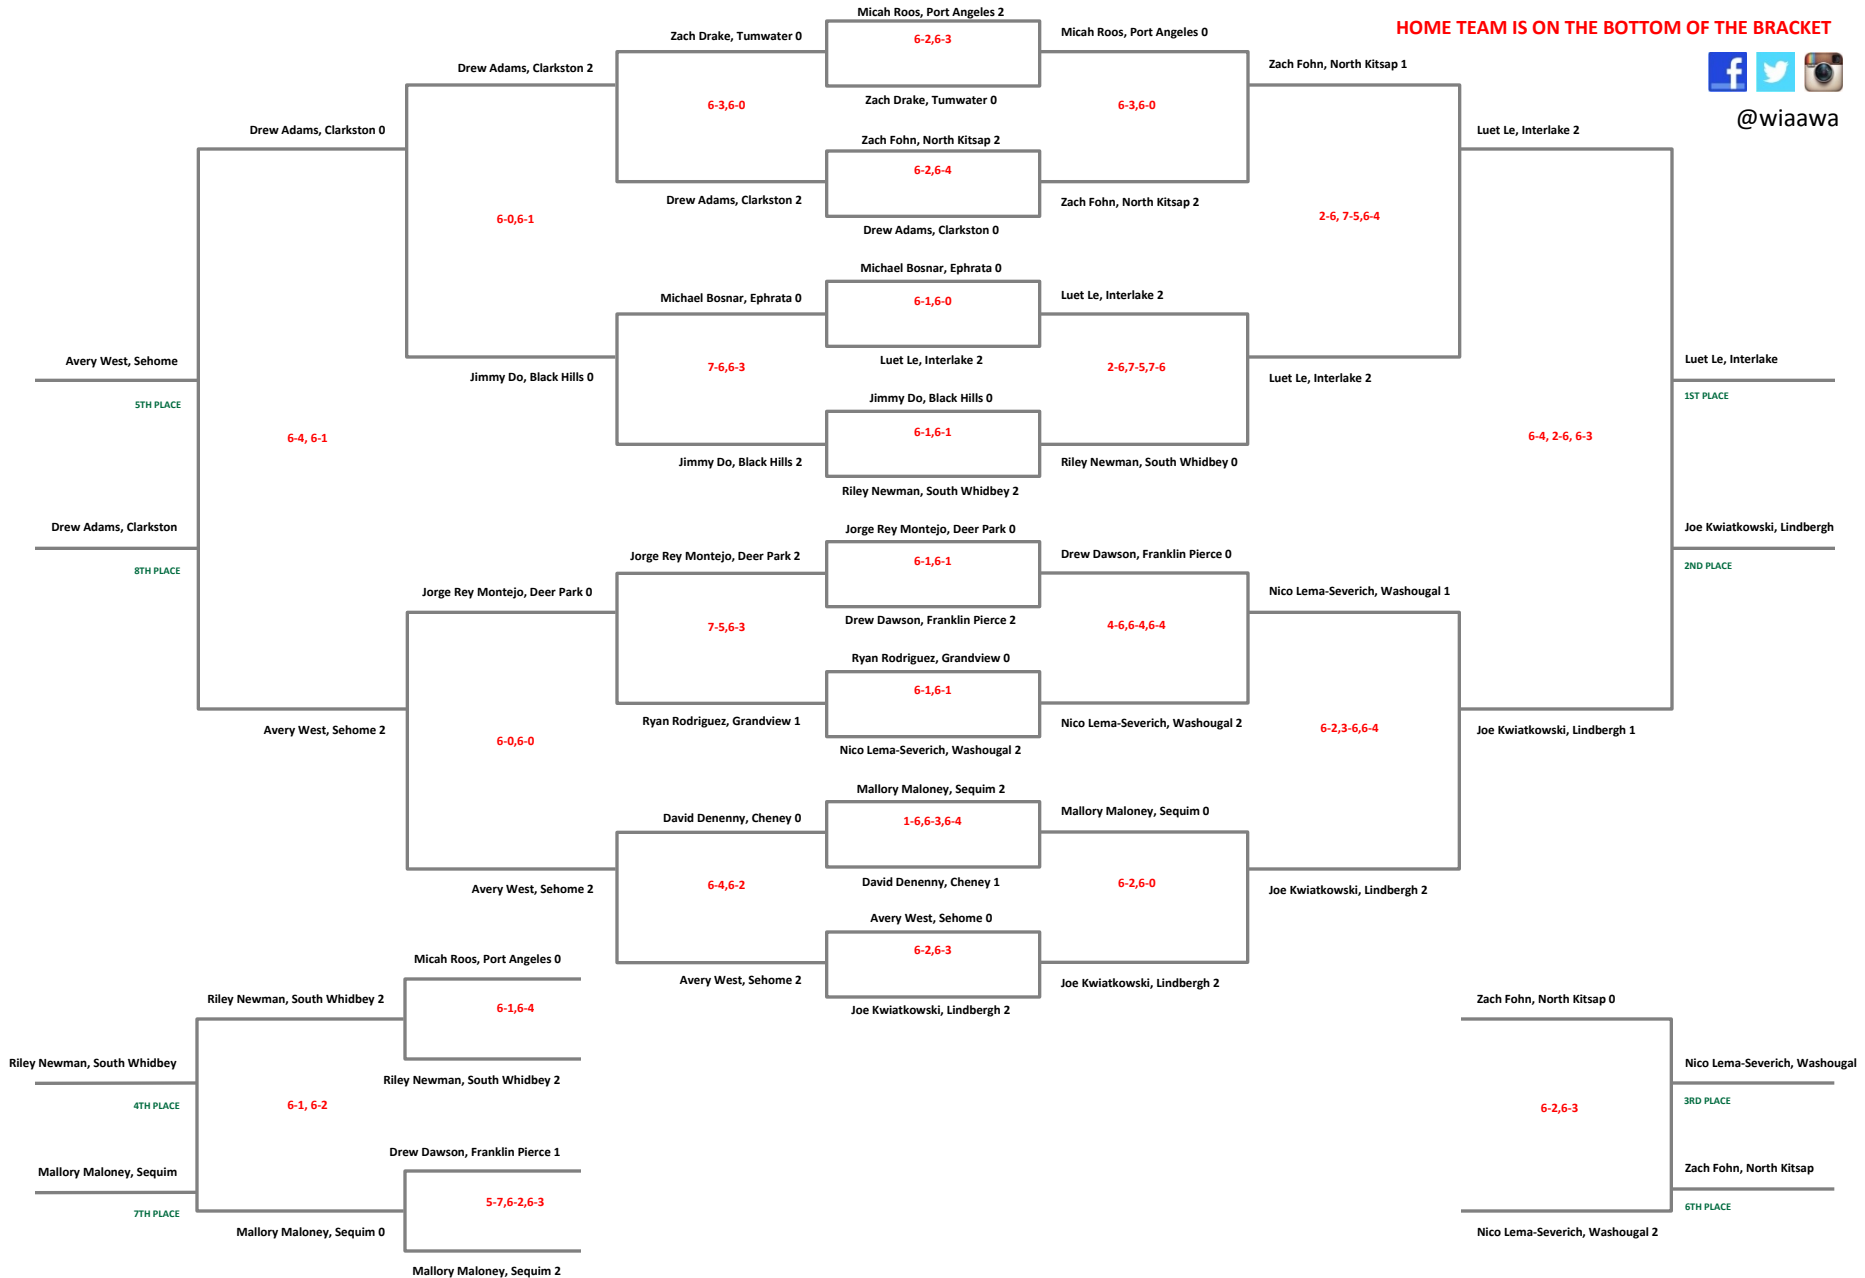 HOME TEAM IS ON THE BOTTOM OF THE BRACKET
@wiaawa
Micah Roos, Port Angeles 2
6-2,6-3
Zach Drake, Tumwater 0
Zach Fohn, North Kitsap 2
6-2,6-4
Drew Adams, Clarkston 0
Michael Bosnar, Ephrata 0
6-1,6-0
Luet Le, Interlake 2
Jimmy Do, Black Hills 0
6-1,6-1
Riley Newman, South Whidbey 2
Jorge Rey Montejo, Deer Park 0
6-1,6-1
Drew Dawson, Franklin Pierce 2
Ryan Rodriguez, Grandview 0
6-1,6-1
Nico Lema-Severich, Washougal 2
Mallory Maloney, Sequim 2
1-6,6-3,6-4
David Denenny, Cheney 1
Avery West, Sehome 0
6-2,6-3
Joe Kwiatkowski, Lindbergh 2
Micah Roos, Port Angeles 0
6-3,6-0
Zach Fohn, North Kitsap 2
Luet Le, Interlake 2
2-6,7-5,7-6
Riley Newman, South Whidbey 0
Drew Dawson, Franklin Pierce 0
4-6,6-4,6-4
Nico Lema-Severich, Washougal 2
Mallory Maloney, Sequim 0
6-2,6-0
Joe Kwiatkowski, Lindbergh 2
Zach Fohn, North Kitsap 1
2-6, 7-5,6-4
Luet Le, Interlake 2
Nico Lema-Severich, Washougal 1
6-2,3-6,6-4
Joe Kwiatkowski, Lindbergh 2
Luet Le, Interlake 2
6-4, 2-6, 6-3
Joe Kwiatkowski, Lindbergh 1
Luet Le, Interlake
1ST PLACE
Joe Kwiatkowski, Lindbergh
2ND PLACE
Zach Fohn, North Kitsap 0
6-2,6-3
Nico Lema-Severich, Washougal 2
Nico Lema-Severich, Washougal
3RD PLACE
Zach Fohn, North Kitsap
6TH PLACE
Zach Drake, Tumwater 0
6-3,6-0
Drew Adams, Clarkston 2
Michael Bosnar, Ephrata 0
7-6,6-3
Jimmy Do, Black Hills 2
Jorge Rey Montejo, Deer Park 2
7-5,6-3
Ryan Rodriguez, Grandview 1
David Denenny, Cheney 0
6-4,6-2
Avery West, Sehome 2
Drew Adams, Clarkston 2
6-0,6-1
Jimmy Do, Black Hills 0
Jorge Rey Montejo, Deer Park 0
6-0,6-0
Avery West, Sehome 2
Drew Adams, Clarkston 0
6-4, 6-1
Avery West, Sehome 2
Avery West, Sehome
5TH PLACE
Drew Adams, Clarkston
8TH PLACE
Micah Roos, Port Angeles 0
6-1,6-4
Riley Newman, South Whidbey 2
Drew Dawson, Franklin Pierce 1
5-7,6-2,6-3
Mallory Maloney, Sequim 2
Riley Newman, South Whidbey 2
6-1, 6-2
Mallory Maloney, Sequim 0
Riley Newman, South Whidbey
4TH PLACE
Mallory Maloney, Sequim
7TH PLACE